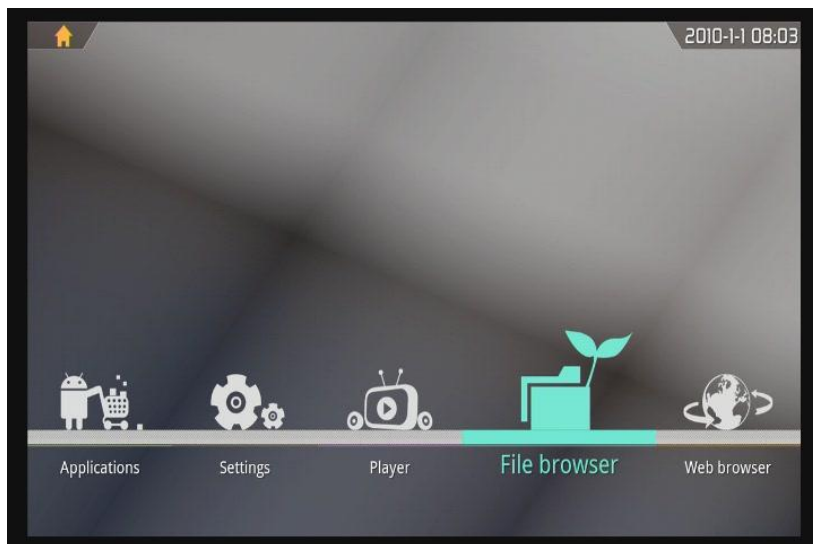 2010-1-1 08:03
Applications
Settings
Player
File browser
Web browser